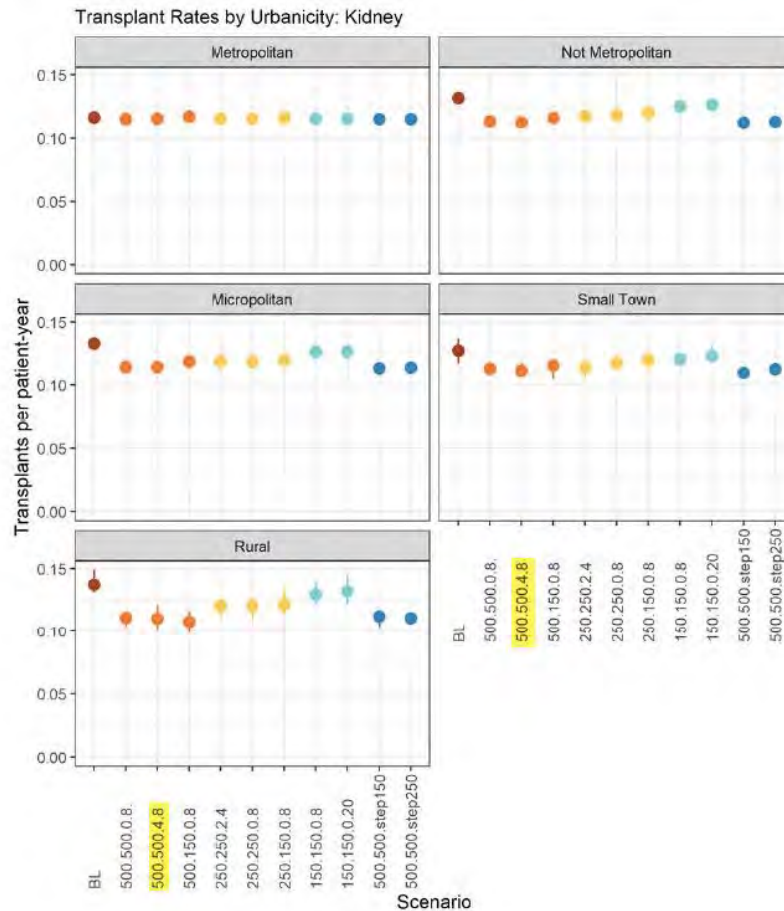 Transplant Rates by Urbanicity: Kidney
Metropolitan
Not Metropolitan
0.15
0.10
0.05
0.00
Micropolitan
Small Town
0.15
0.10
0.05
0.00
Rural
0.15
0.10
0.05
0.00
Transplants per patient-year
BL
500.500.0.8.
500.500.4.8
500.150.0.8
250.250.2.4
250.250.0.8
250.150.0.8
150.150.0.8
150.150.0.20
500.500.step150
500.500.step250
BL
500.500.0.8.
500.500.4.8
500.150.0.8
250.250.2.4
250.250.0.8
250.150.0.8
150.150.0.8
150.150.0.20
500.500.step150
500.500.step250
Scenario